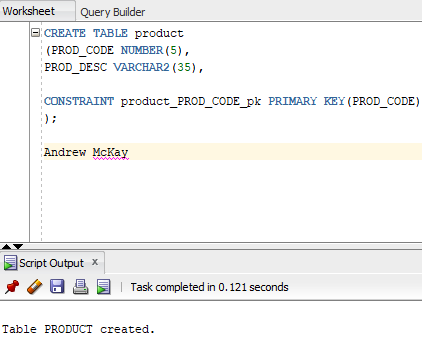 Worksheet Query Builder
CREATE TABLE product
(PROD_CODE NUMBER(5),
PROD_DESC VARCHAR2(35),
CONSTRAINT product_PROD_CODE_pk PRIMARY KEY(PROD_CODE)
);
Andrew McKay
Script Output x
Task completed in 0.121 seconds
Table PRODUCT created.